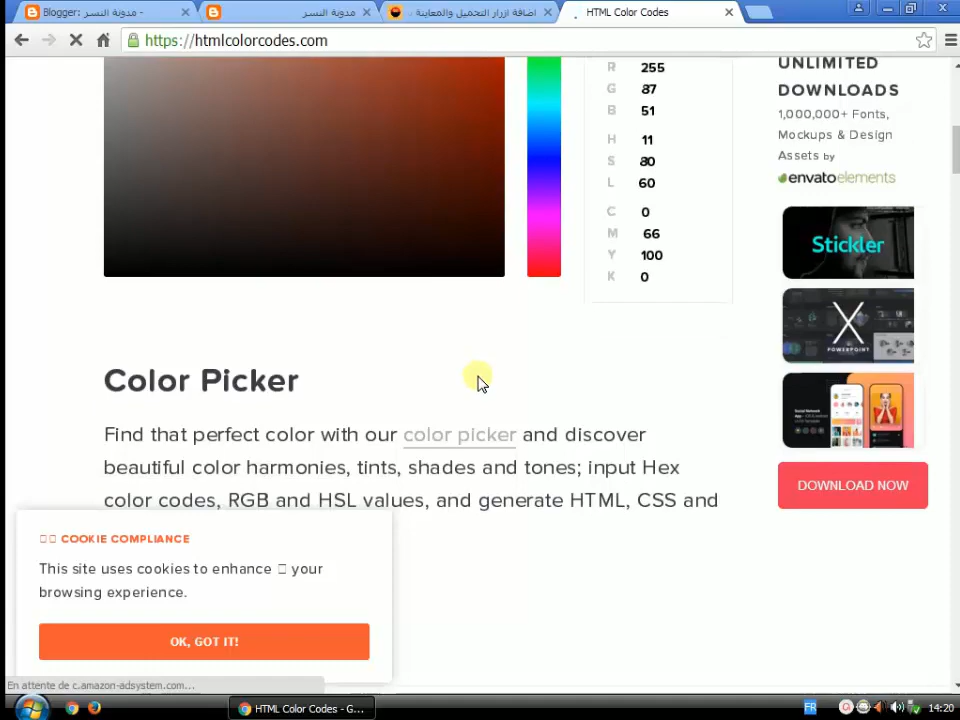 Blogger: مدونة النسر -
مدونة النسر
اضافة ازرار التحميل والمعاينة
HTML Color Codes
https://htmlcolorcodes.com
R 255
G 87
B 51
H 11
S 80
L 60
C 0
M 66
Y 100
K 0
UNLIMITED
DOWNLOADS
1,000,000+ Fonts,
Mockups & Design
Assets by
envatoelements
Stickler
X
POWERPOINT
DOWNLOAD NOW
Color Picker
Find that perfect color with our color picker and discover
beautiful color harmonies, tints, shades and tones; input Hex
color codes, RGB and HSL values, and generate HTML, CSS and
COOKIE COMPLIANCE
This site uses cookies to enhance your
browsing experience.
OK, GOT IT!
En attente de c.amazon-adsystem.com...
HTML Color Codes - G...
FR
14:20